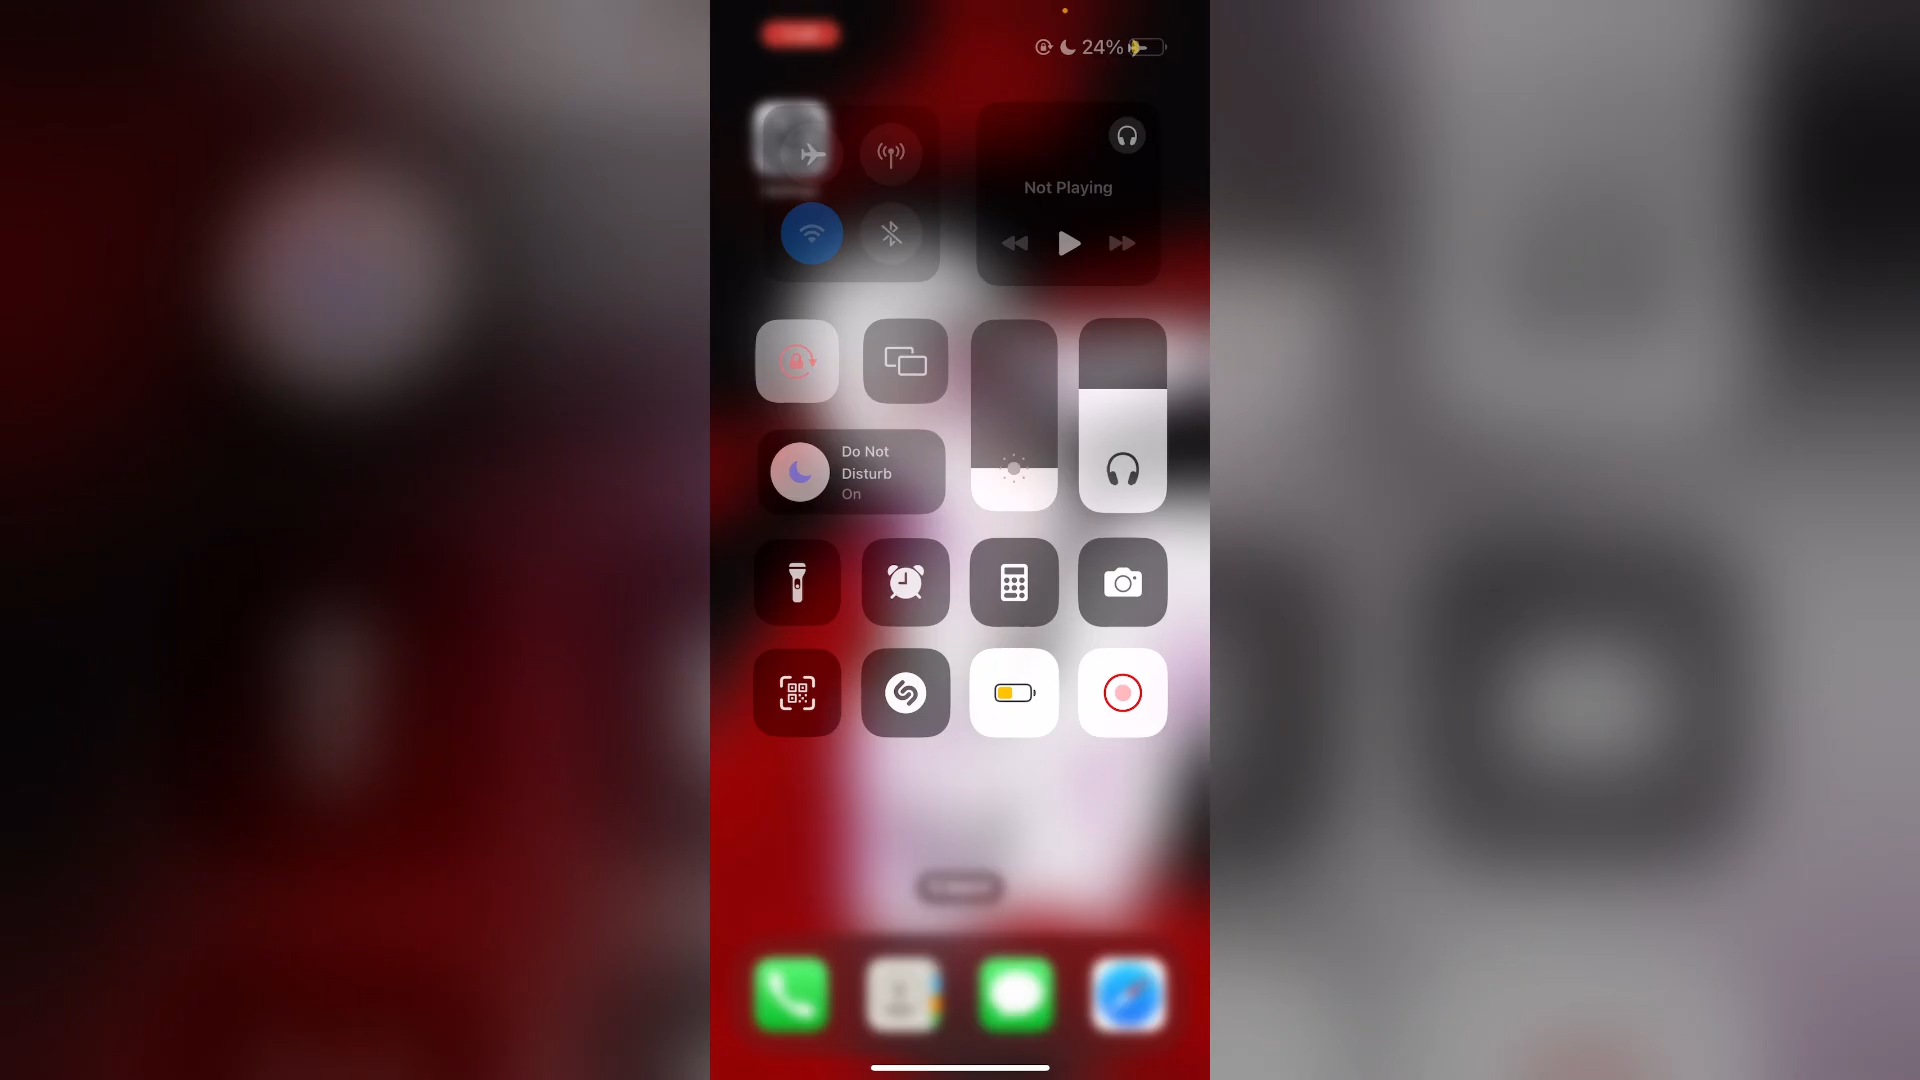 24%
Not Playing
Do Not
Disturb
On